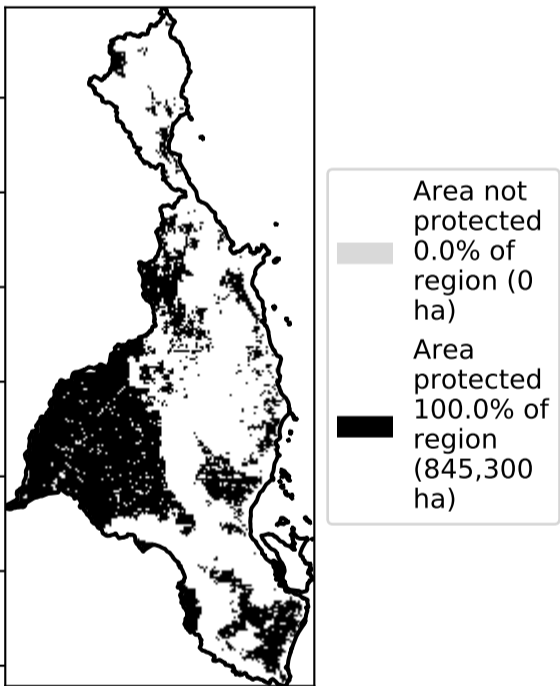 Area not
protected
0.0% of
region (0
ha)
Area
protected
100.0% of
region
(845,300
ha)